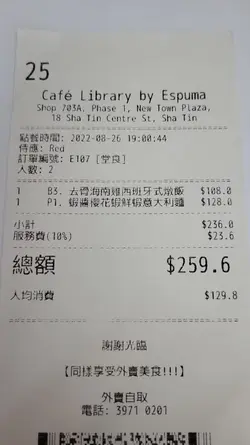 25
Café Library by Espuma
Shop 703A, Phase 1, New Town Plaza,
18 Sha Tin Centre St, Sha Tin
點餐時間: 2022-08-26 19:00:44
侍應: Red
訂單編號: E107 [堂食]
人數: 2
1 B3. 去骨海南雞西班牙式燉飯 $108.0
1 P1. 蝦醬櫻花蝦鮮蝦意大利麵 $128.0
小計 $236.0
服務費(10%) $23.6
總額 $259.6
人均消費 $129.8
謝謝光臨
【同樣享受外賣美食!!!】
外賣自取
電話: 3971 0201